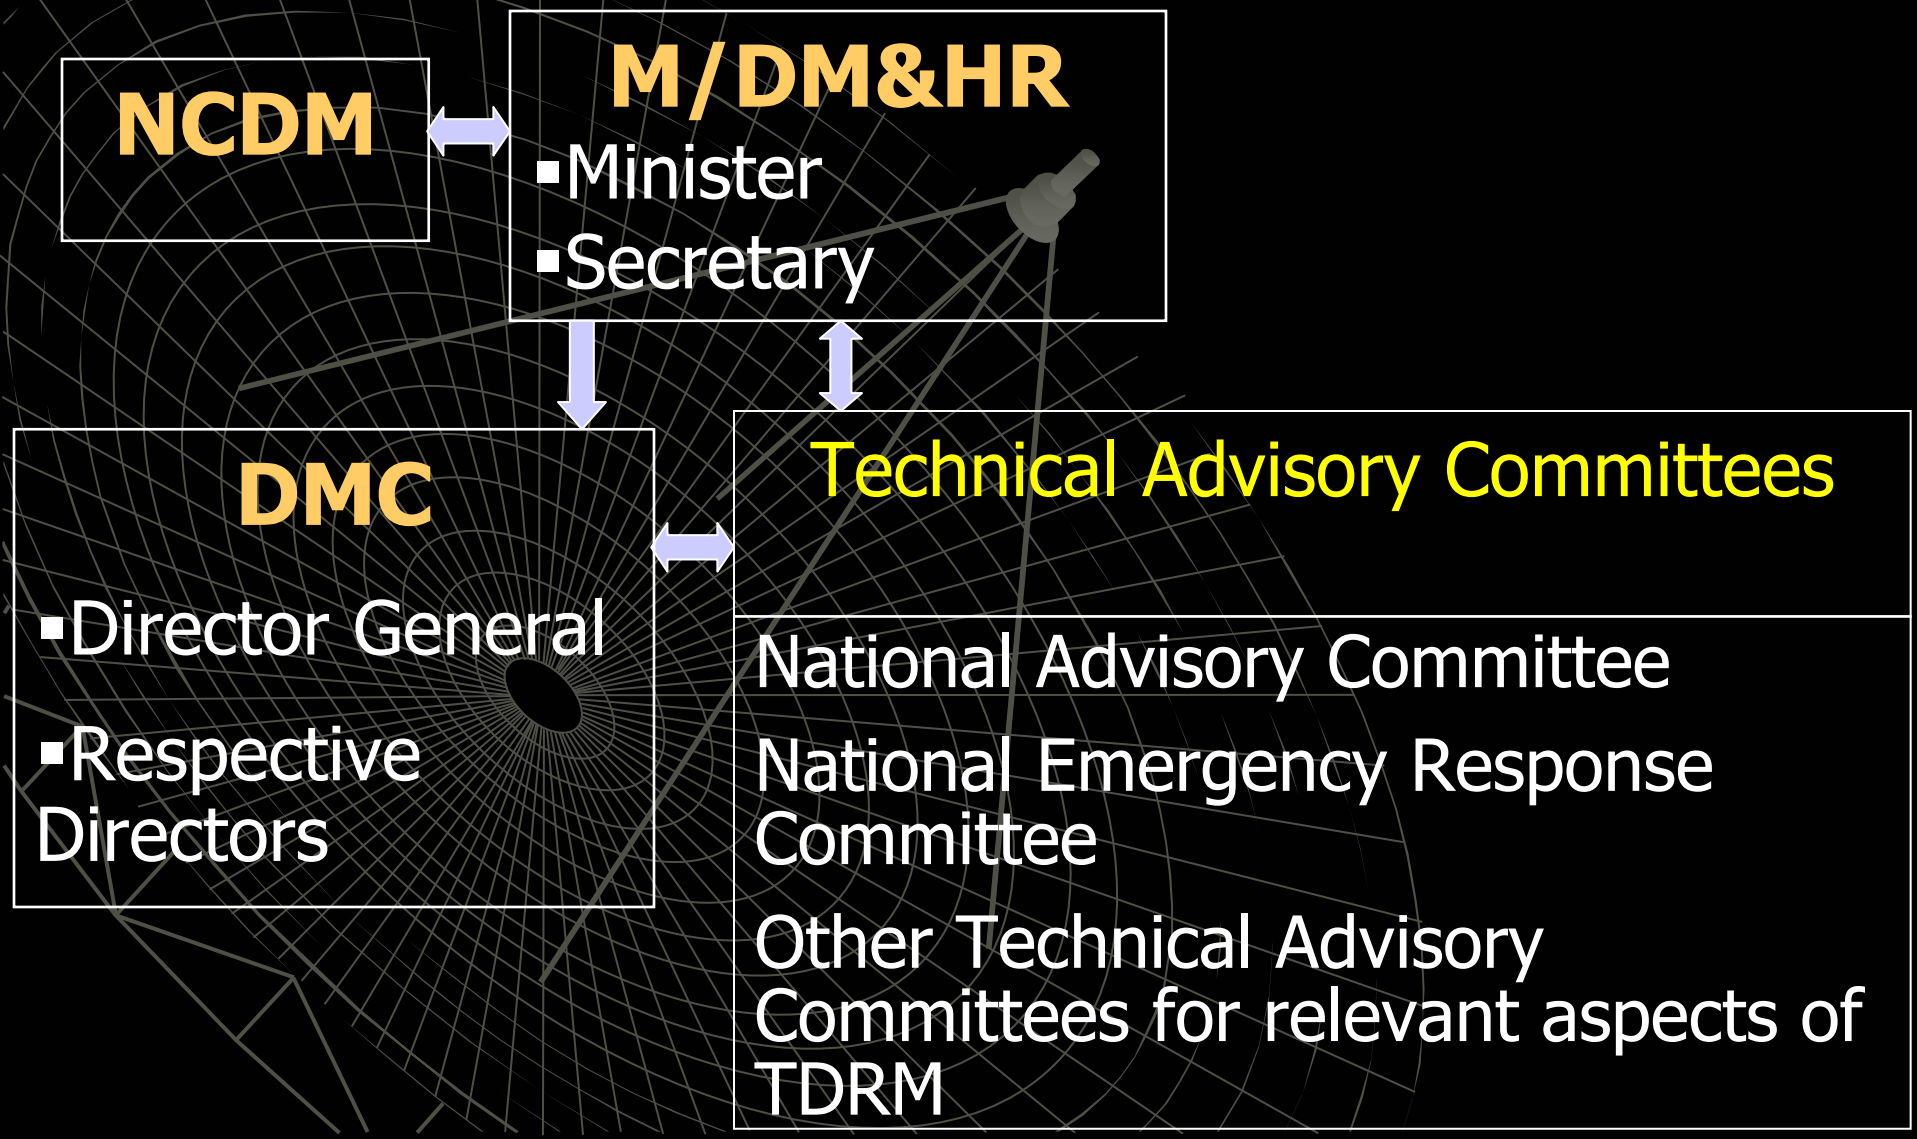 NCDM
M/DM&HR
▪Minister
▪Secretary
DMC
▪Director General
▪Respective
Directors
Technical Advisory Committees
National Advisory Committee
National Emergency Response
Committee
Other Technical Advisory
Committees for relevant aspects of
TDRM